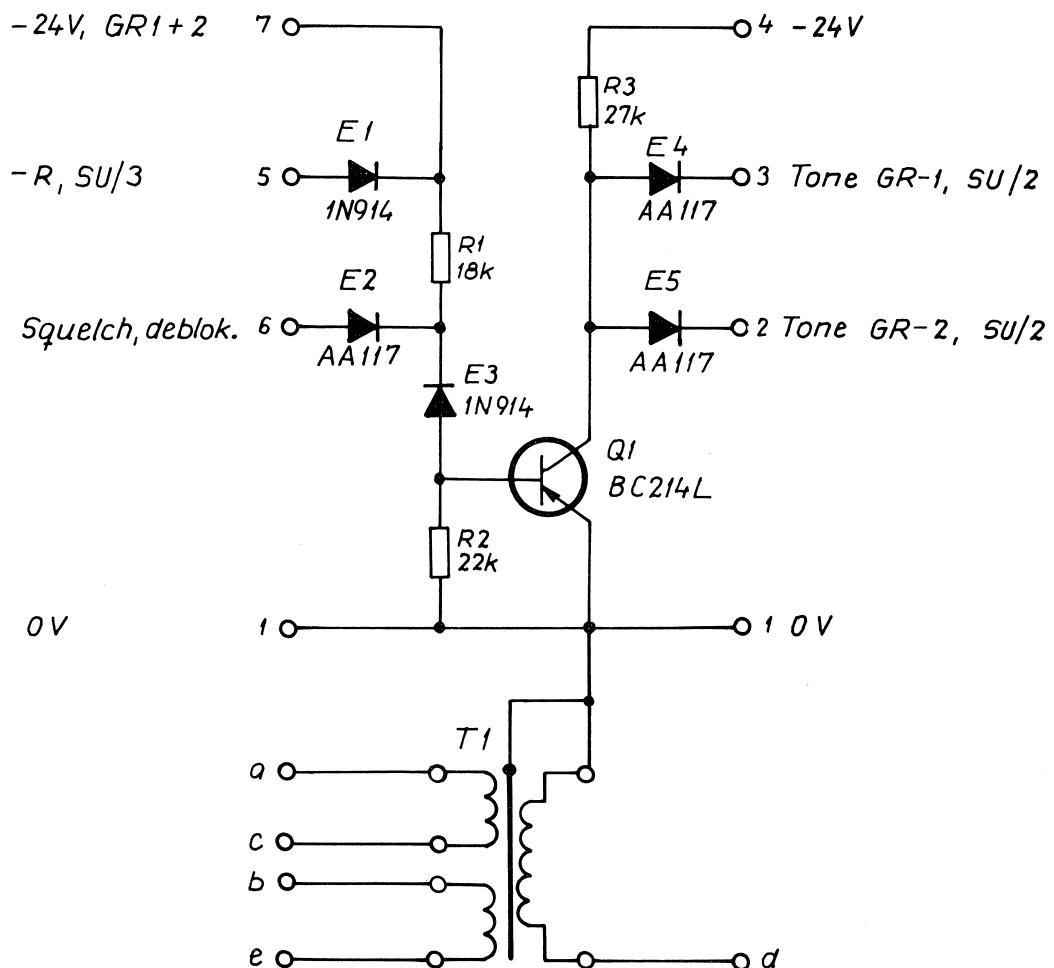 -24V, GR1+2 7
4 -24V
R3
27k
E1
E4
-R, SU/3 5
3 Tone GR-1, SU/2
1N914
AA117
R1
18k
E2
E5
Squelch, deblok. 6
2 Tone GR-2, SU/2
AA117
AA117
E3
1N914
Q1
BC214L
R2
22k
0V 1
1 0V
T1
a
c
b
e
d